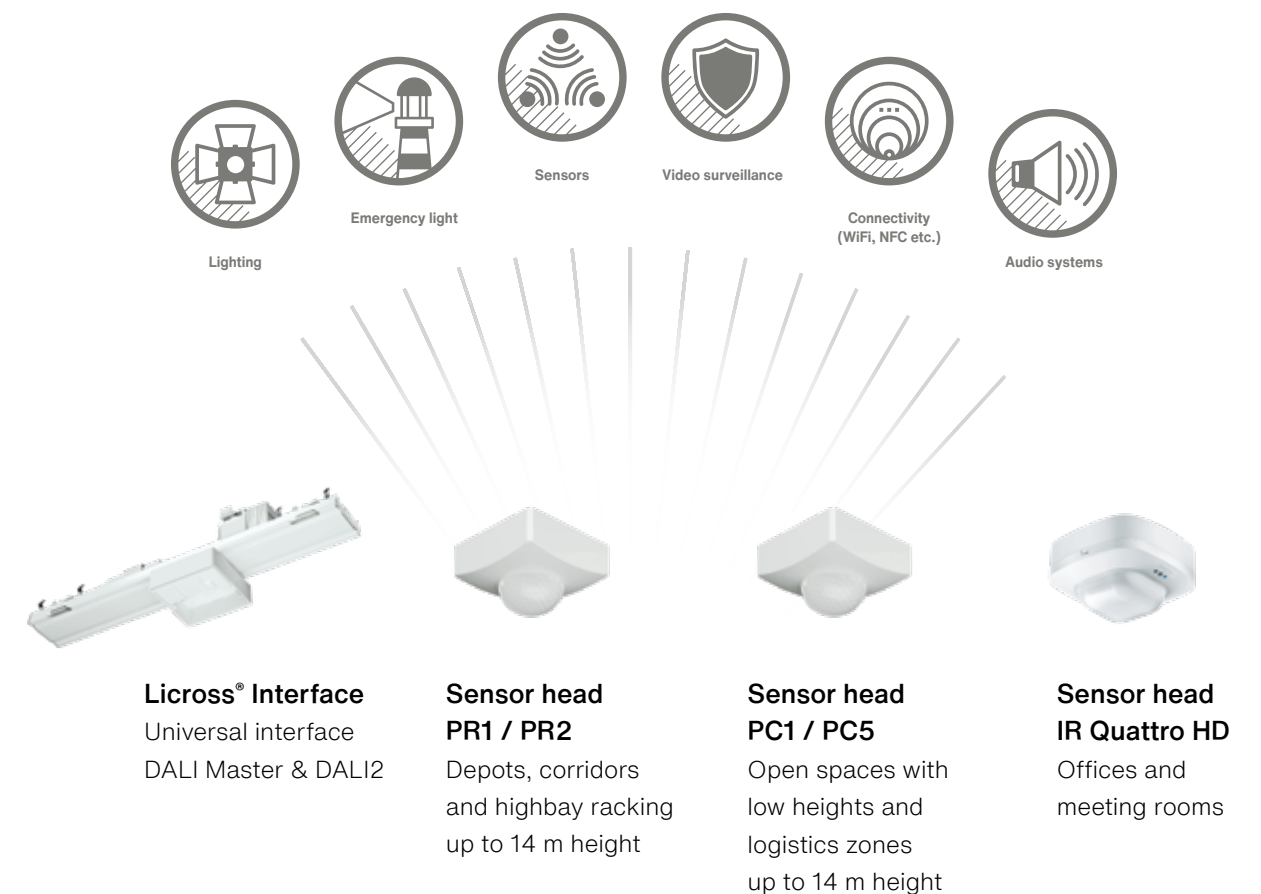 Sensors
Video surveillance
Emergency light
Connectivity
(WiFi, NFC etc.)
Lighting
Audio systems
Licross® Interface
Universal interface
DALI Master & DALI2
Sensor head
PR1 / PR2
Depots, corridors
and highbay racking
up to 14 m height
Sensor head
PC1 / PC5
Open spaces with
low heights and
logistics zones
up to 14 m height
Sensor head
IR Quattro HD
Offices and
meeting rooms